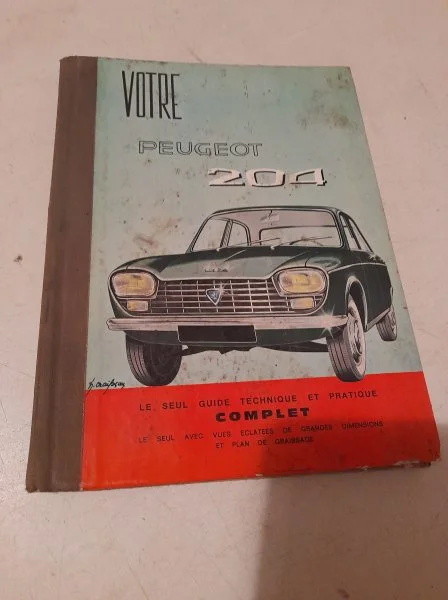 VOTRE
PEUGEOT
204
LE SEUL GUIDE TECHNIQUE ET PRATIQUE
COMPLET
LE SEUL AVEC VUES ECLATEES DE GRANDES DIMENSIONS
ET PLAN DE GRAISSAGE